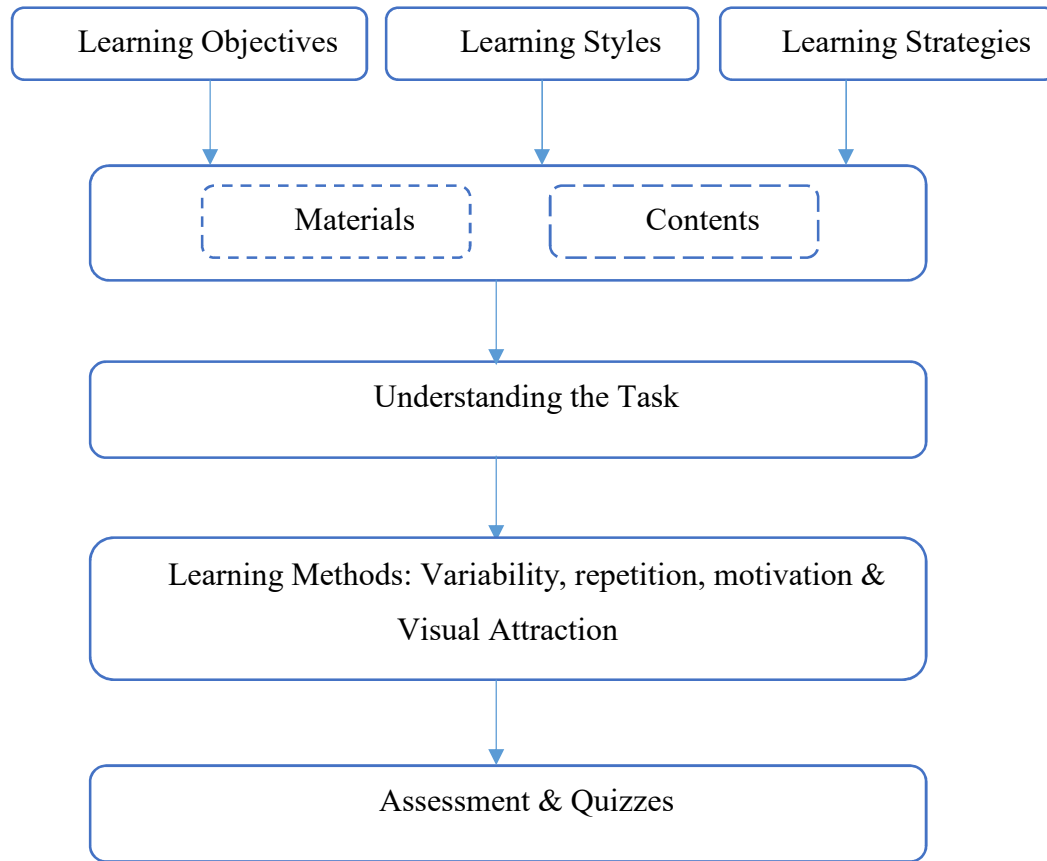 Learning Objectives
Learning Styles
Learning Strategies
Materials
Contents
Understanding the Task
Learning Methods: Variability, repetition, motivation &
Visual Attraction
Assessment & Quizzes